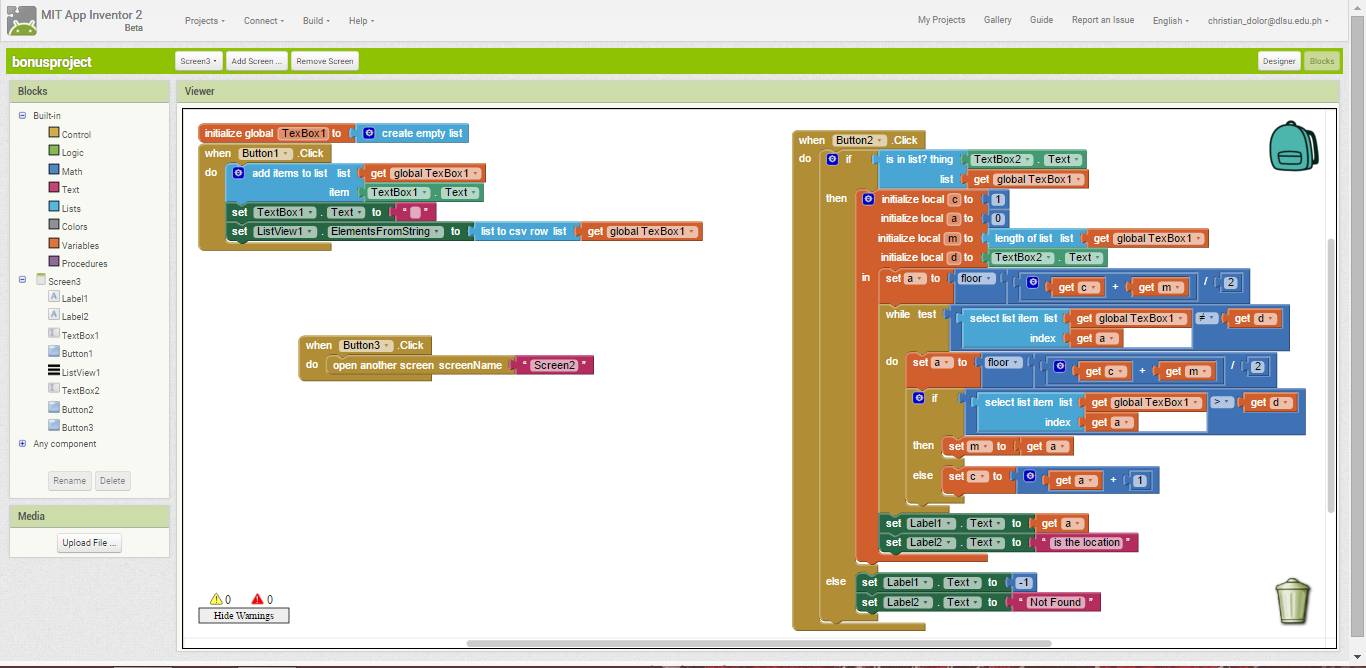 MIT App Inventor 2
Beta
Projects Connect Build Help
My Projects Gallery Guide Report an Issue English christian_dolor@dlsu.edu.ph
bonusproject
Screen3 Add Screen ... Remove Screen
Designer Blocks
Blocks
Built-in
Control
Logic
Math
Text
Lists
Colors
Variables
Procedures
Screen3
Label1
Label2
TextBox1
Button1
ListView1
TextBox2
Button2
Button3
Any component
Rename Delete
Media
Upload File ...
Viewer
initialize global TexBox1 to create empty list
when Button1 .Click
do add items to list list get global TexBox1
item TextBox1 . Text
set TextBox1 . Text to " "
set ListView1 . ElementsFromString to list to csv row list get global TexBox1
when Button3 .Click
do open another screen screenName " Screen2 "
when Button2 .Click
do if is in list? thing TextBox2 . Text
list get global TexBox1
then initialize local c to 1
initialize local a to 0
initialize local m to length of list list get global TexBox1
initialize local d to TextBox2 . Text
in set a to floor get c + get m / 2
while test select list item list get global TexBox1 ≠ get d
index get a
do set a to floor get c + get m / 2
if select list item list get global TexBox1 > get d
index get a
then set m to get a
else set c to get a + 1
set Label1 . Text to get a
set Label2 . Text to " is the location "
else set Label1 . Text to -1
set Label2 . Text to " Not Found "
0 0
Hide Warnings